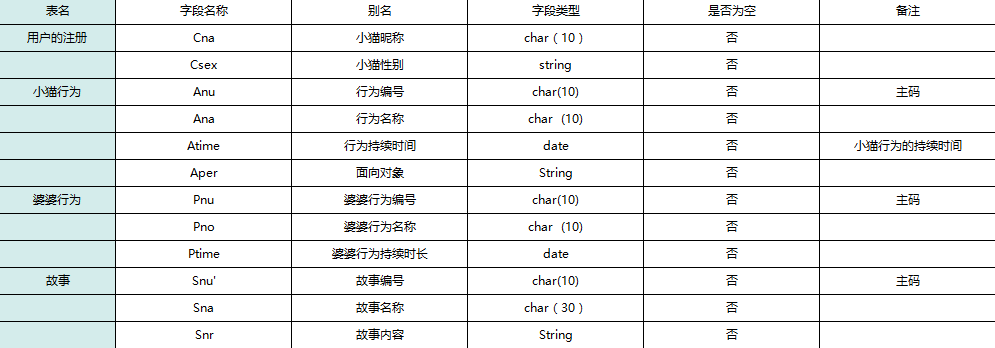 表名 字段名称 别名 字段类型 是否为空 备注
用户的注册 Cna 小猫昵称 char（10） 否
Csex 小猫性别 string 否
小猫行为 Anu 行为编号 char(10) 否 主码
Ana 行为名称 char (10) 否
Atime 行为持续时间 date 否 小猫行为的持续时间
Aper 面向对象 String 否
婆婆行为 Pnu 婆婆行为编号 char(10) 否 主码
Pno 婆婆行为名称 char (10) 否
Ptime 婆婆行为持续时长 date 否
故事 Snu' 故事编号 char(10) 否 主码
Sna 故事名称 char（30） 否
Snr 故事内容 String 否